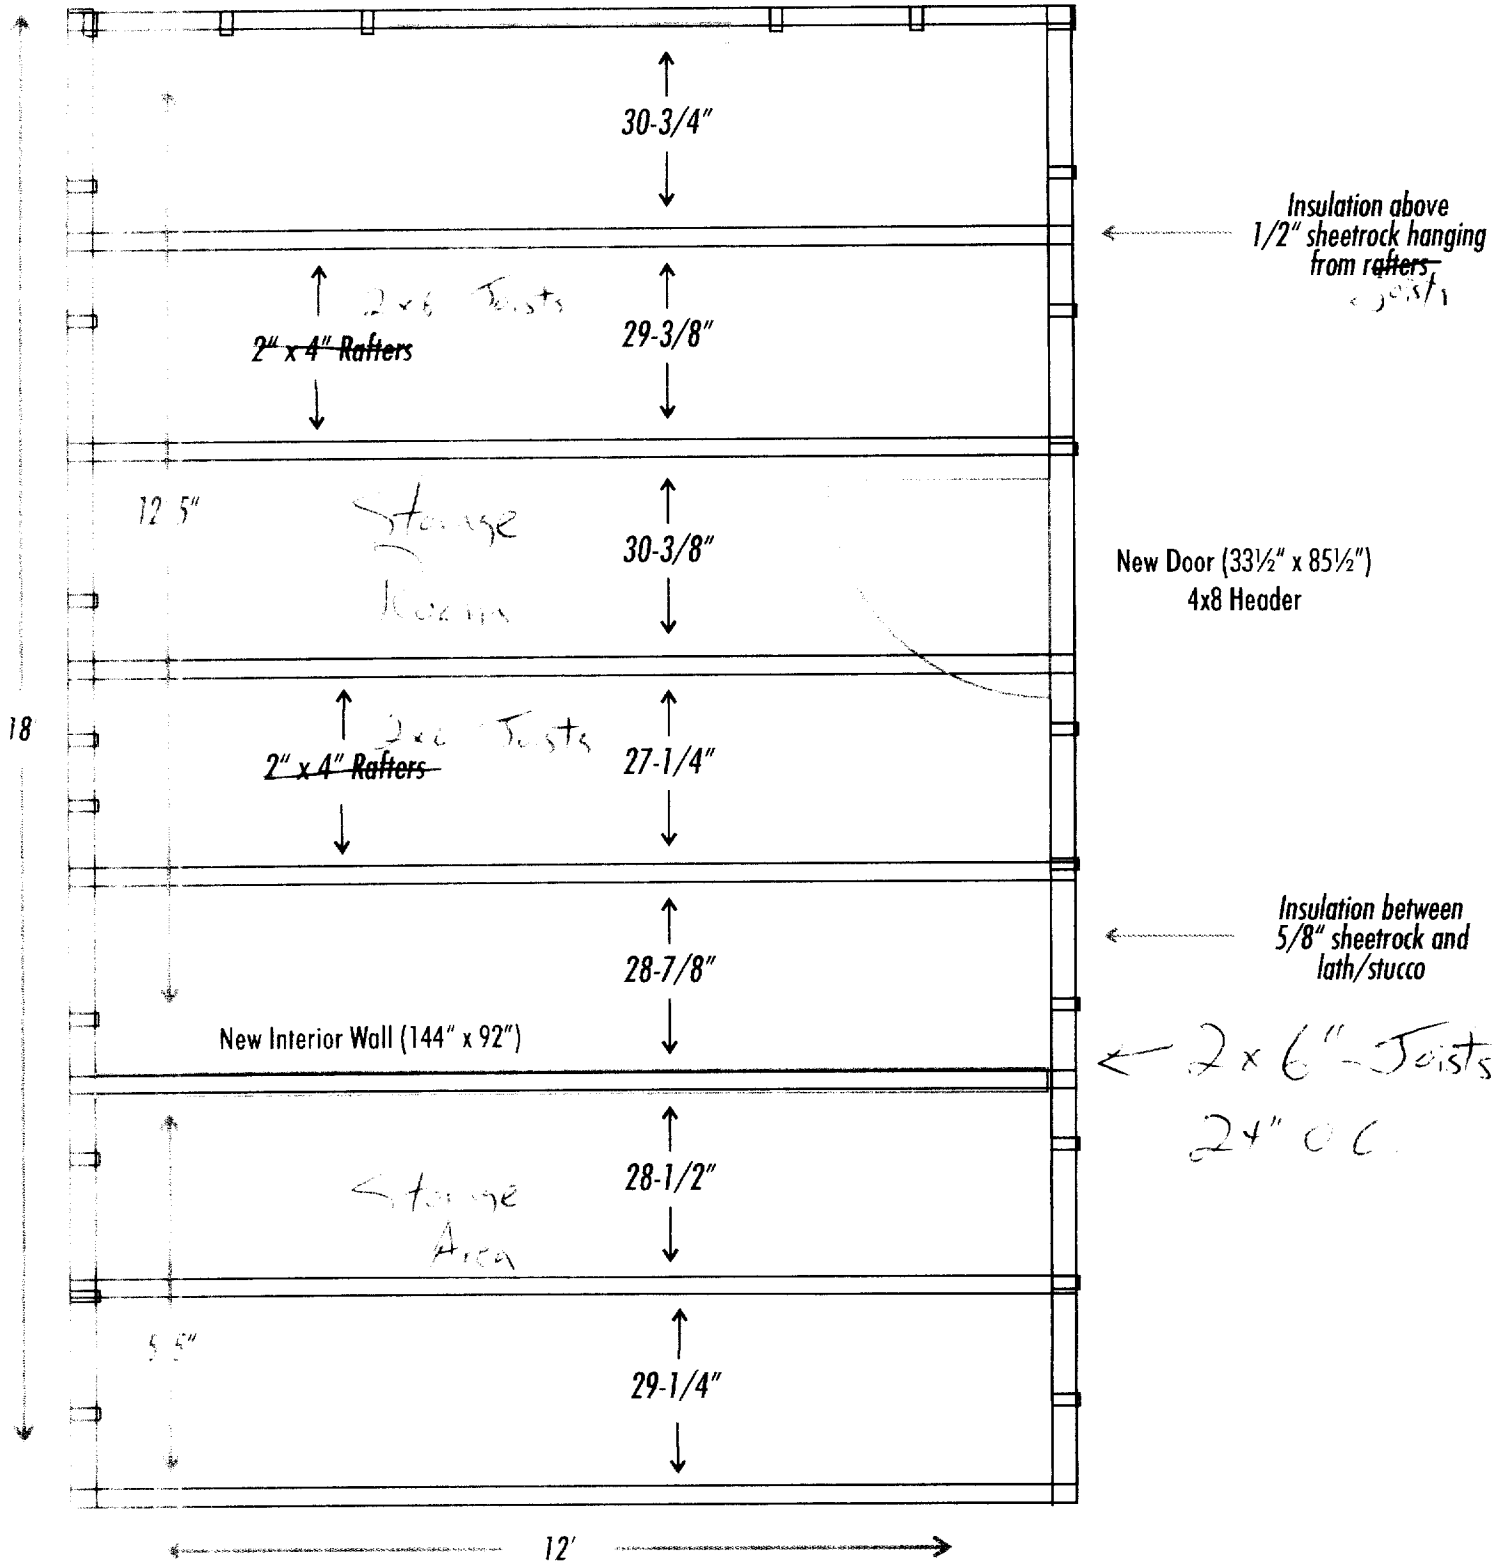 30-3/4"
Insulation above
1/2" sheetrock hanging
from rafters
Joists
2x6 Joists
2" x 4" Rafters
29-3/8"
12' 5"
Storage
Room
30-3/8"
New Door (33½" x 85½")
4x8 Header
18'
2x6 Joists
2" x 4" Rafters
27-1/4"
28-7/8"
Insulation between
5/8" sheetrock and
lath/stucco
New Interior Wall (144" x 92")
2 x 6" - Joists
24" OC.
Storage
Area
28-1/2"
5' 5"
29-1/4"
12'